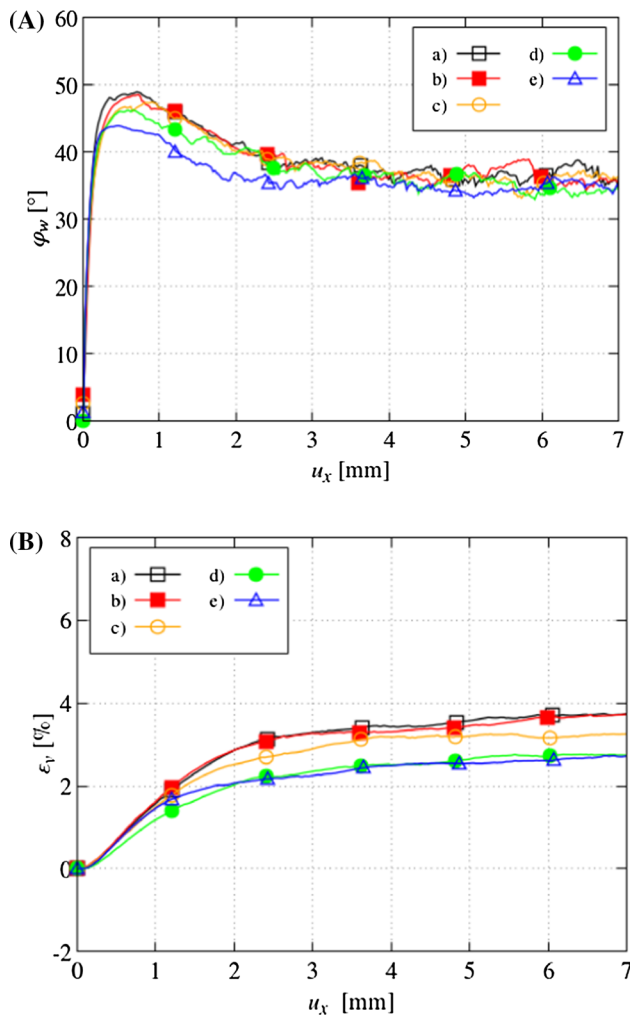 (A)
60
50
40
30
20
10
0
φw [°]
a)
b)
c)
d)
e)
0 1 2 3 4 5 6 7
ux [mm]
(B)
8
6
4
2
0
-2
εv [%]
a)
b)
c)
d)
e)
0 1 2 3 4 5 6 7
ux [mm]